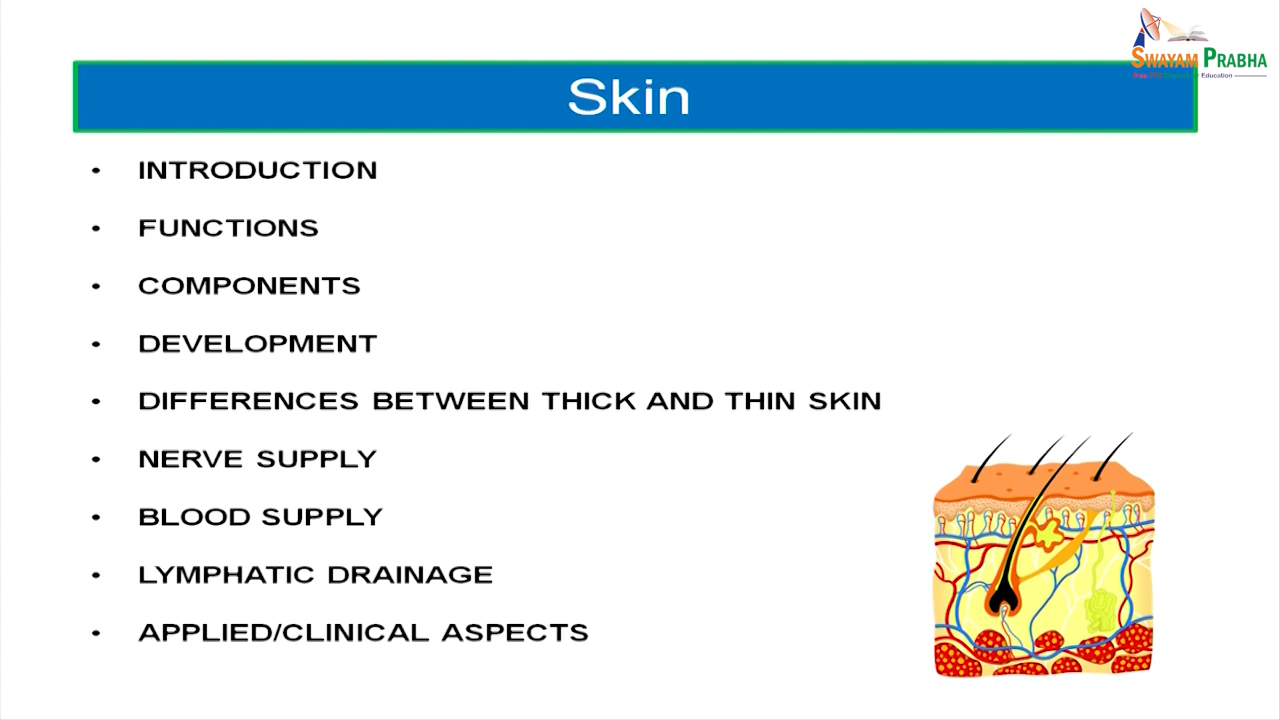 SWAYAM PRABHA
Education
Skin
• INTRODUCTION
• FUNCTIONS
• COMPONENTS
• DEVELOPMENT
• DIFFERENCES BETWEEN THICK AND THIN SKIN
• NERVE SUPPLY
• BLOOD SUPPLY
• LYMPHATIC DRAINAGE
• APPLIED/CLINICAL ASPECTS